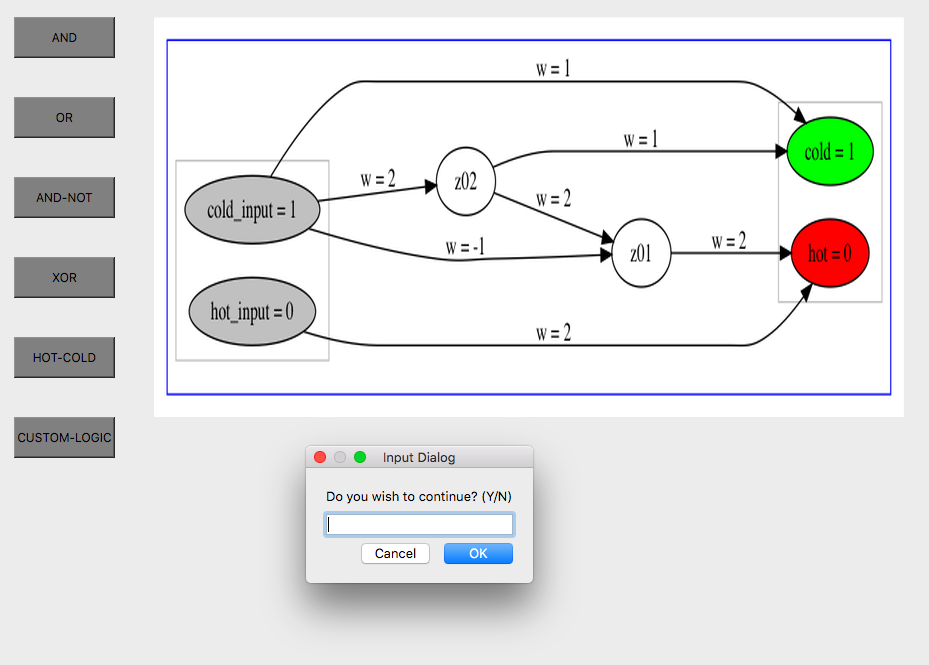 AND
OR
AND-NOT
XOR
HOT-COLD
CUSTOM-LOGIC
w = 1
cold = 1
w = 1
z02
w = 2
w = 2
cold_input = 1
w = -1
w = 2
z01
hot = 0
hot_input = 0
w = 2
Input Dialog
Do you wish to continue? (Y/N)
Cancel
OK